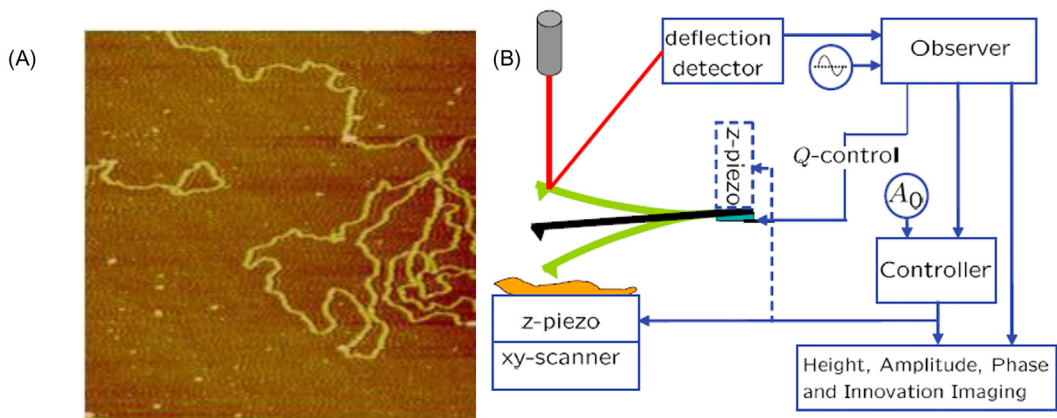 (A)
(B)
deflection
detector
Observer
z-piezo
Q-control
A0
Controller
z-piezo
xy-scanner
Height, Amplitude, Phase
and Innovation Imaging